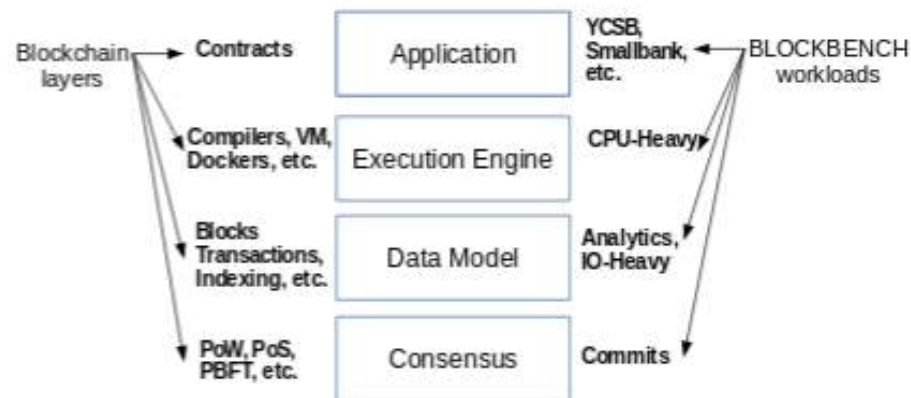 Blockchain
layers
Contracts
Application
YCSB,
Smallbank,
etc.
BLOCKBENCH
workloads
Compilers, VM,
Dockers, etc.
Execution Engine
CPU-Heavy
Blocks
Transactions,
Indexing, etc.
Data Model
Analytics,
IO-Heavy
PoW, PoS,
PBFT, etc.
Consensus
Commits